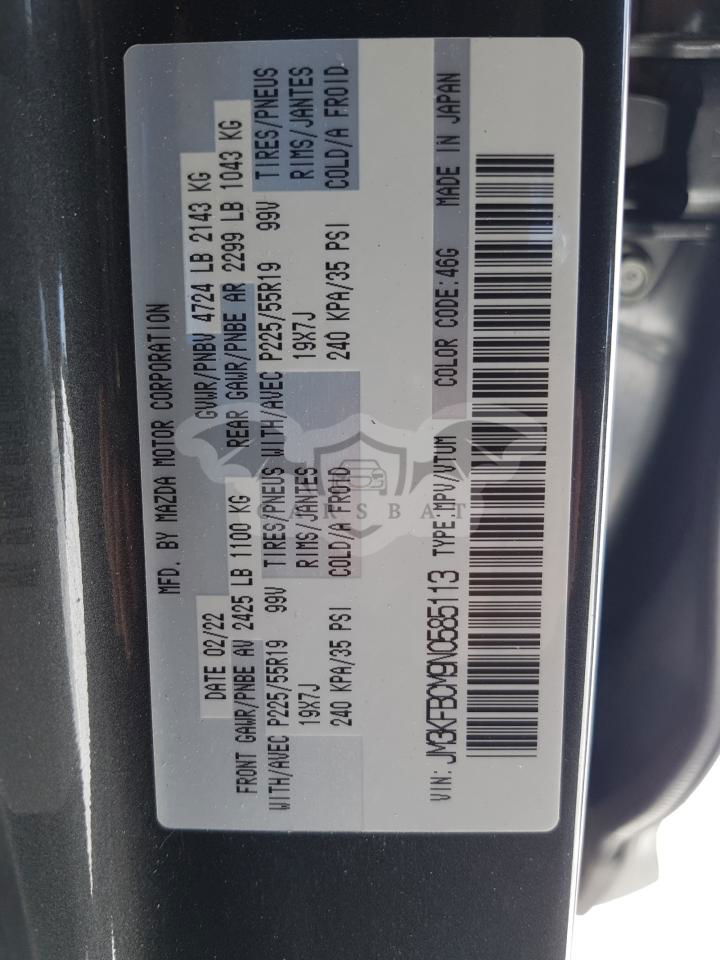 MFD. BY MAZDA MOTOR CORPORATION
DATE 02/22 GVWR/PNBV 4724 LB 2143 KG
FRONT GAWR/PNBE AV 2425 LB 1100 KG REAR GAWR/PNBE AR 2299 LB 1043 KG
WITH/AVEC P225/55R19 99V TIRES/PNEUS WITH/AVEC P225/55R19 99V TIRES/PNEUS
19X7J RIMS/JANTES 19X7J RIMS/JANTES
240 KPA/35 PSI COLD/A FROID 240 KPA/35 PSI COLD/A FROID
CARSBAT
VIN: JM3KFBCM9N0585113 TYPE:MPV/VTUM COLOR CODE:46G MADE IN JAPAN